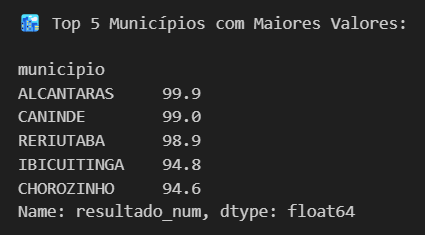 Top 5 Municípios com Maiores Valores:
municipio
ALCANTARAS 99.9
CANINDE 99.0
RERIUTABA 98.9
IBICUITINGA 94.8
CHOROZINHO 94.6
Name: resultado_num, dtype: float64